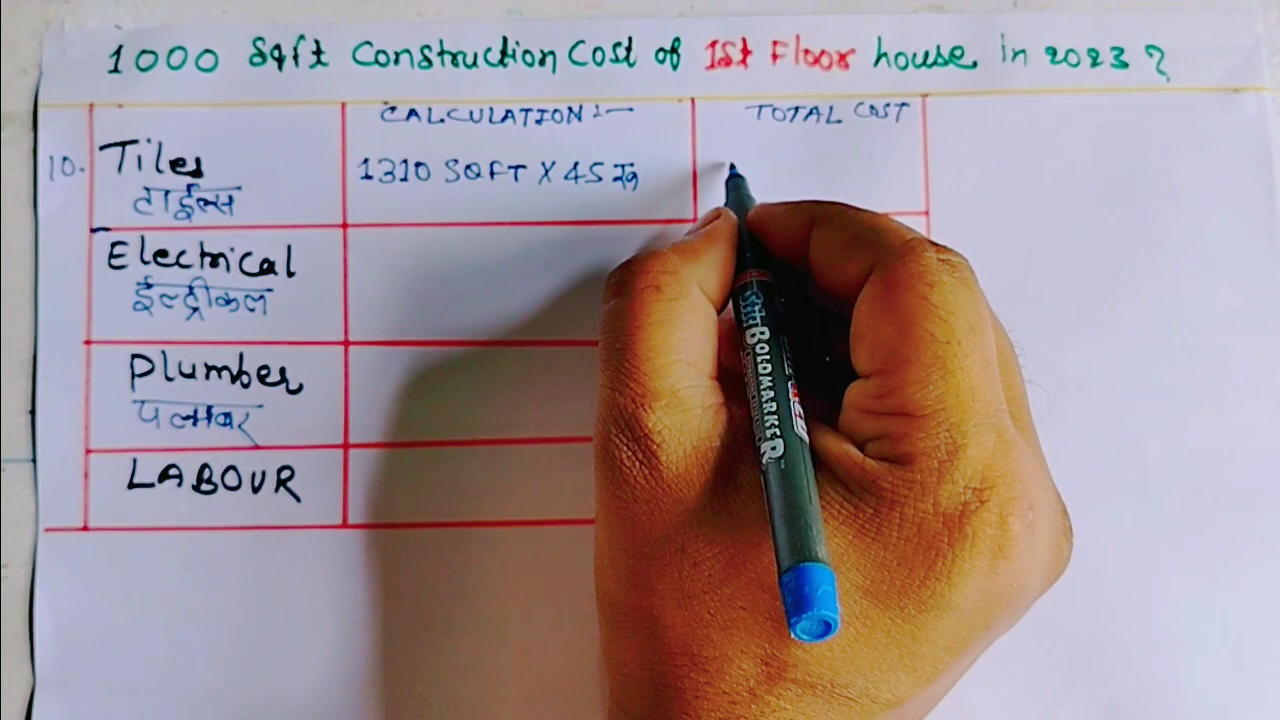 1000 Sqft Construction Cost of 1st Floor house in 2023 ?
CALCULATION :- TOTAL COST
10. Tiles 1310 SQFT X 45 रू
टाईल्स
Electrical
ईल्ट्रीकल
Plumber
पलम्बर
LABOUR
BOLDMARKER